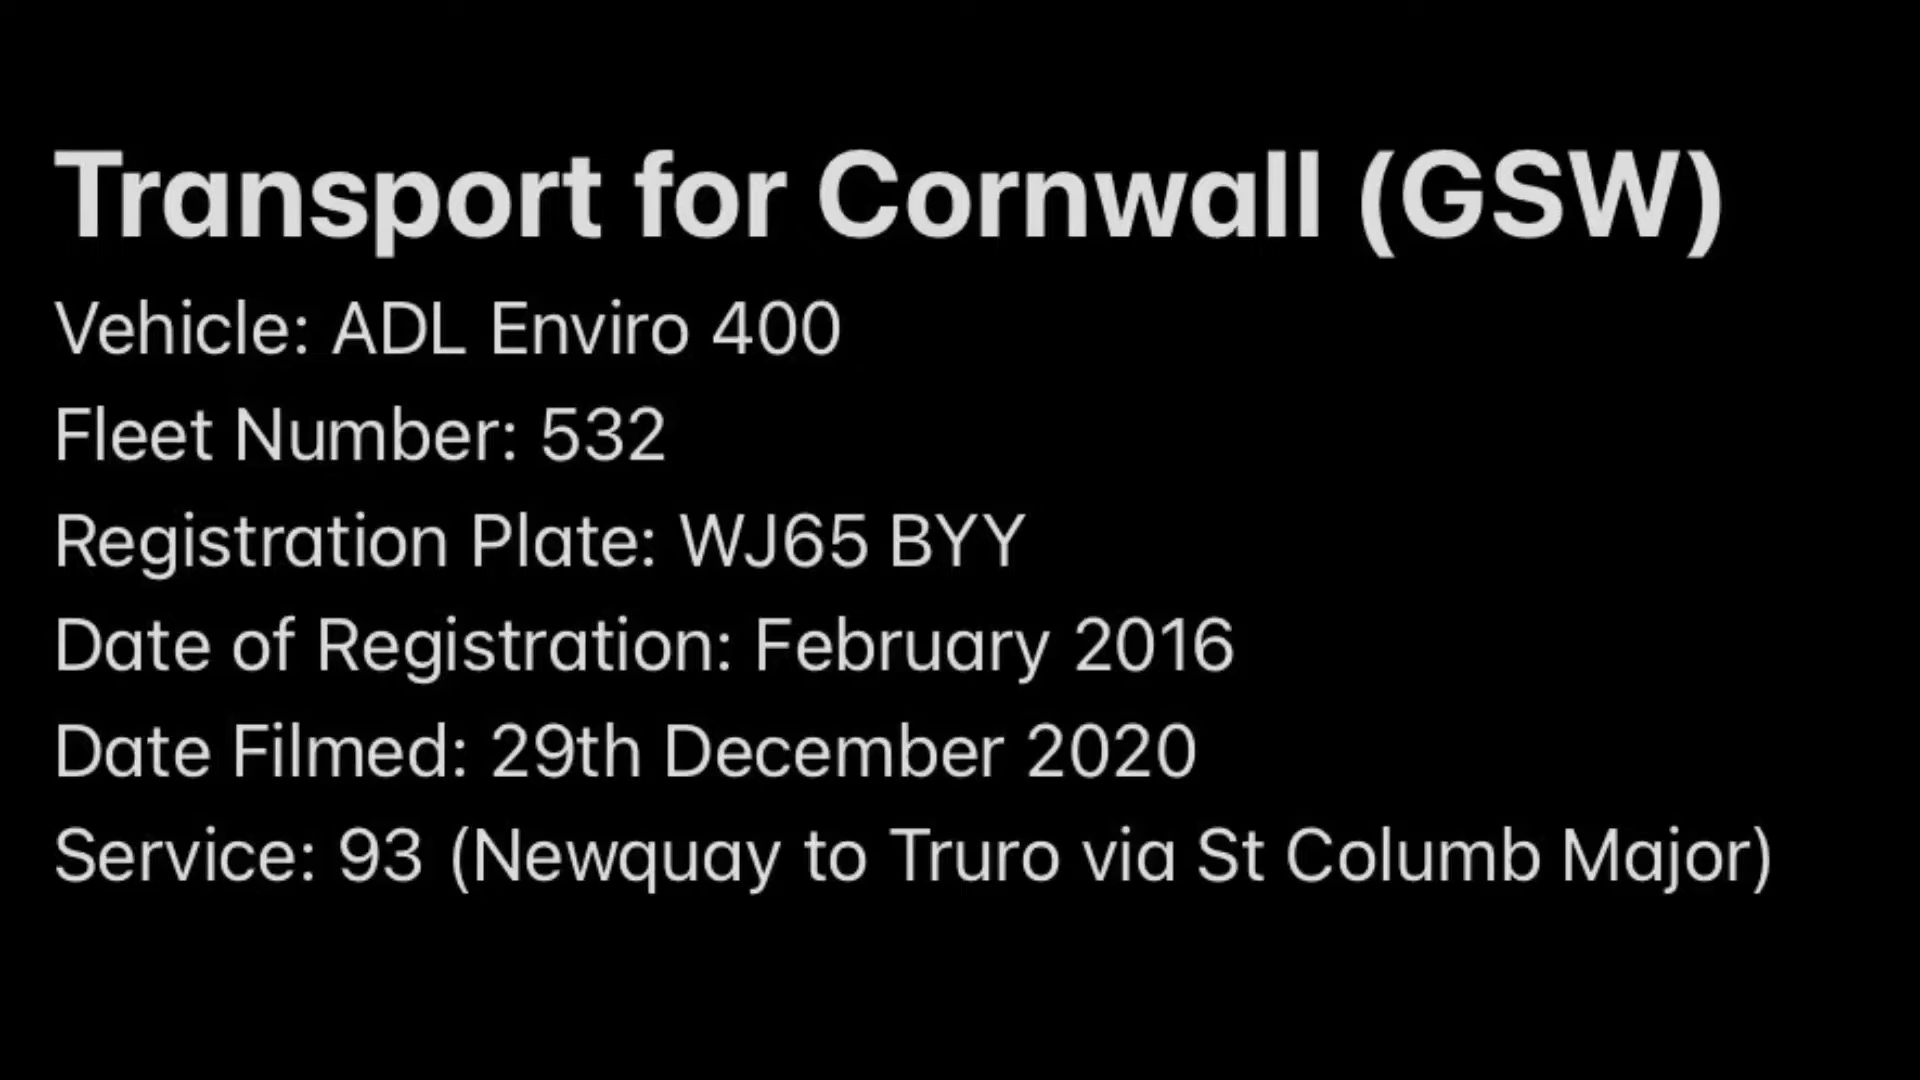 Transport for Cornwall (GSW)
Vehicle: ADL Enviro 400
Fleet Number: 532
Registration Plate: WJ65 BYY
Date of Registration: February 2016
Date Filmed: 29th December 2020
Service: 93 (Newquay to Truro via St Columb Major)